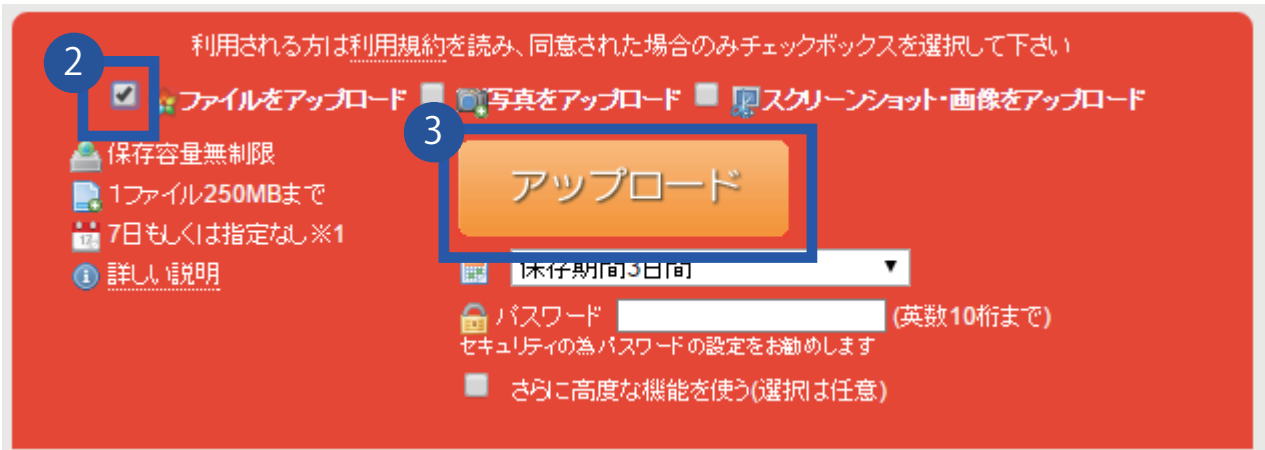 利用される方は利用規約を読み、同意された場合のみチェックボックスを選択して下さい
2
ファイルをアップロード 写真をアップロード スクリーンショット・画像をアップロード
3
保存容量無制限
アップロード
1ファイル250MBまで
7日もしくは指定なし※1
詳しい説明
保存期間3日間
パスワード (英数10桁まで)
セキュリティの為パスワードの設定をお勧めします
さらに高度な機能を使う(選択は任意)